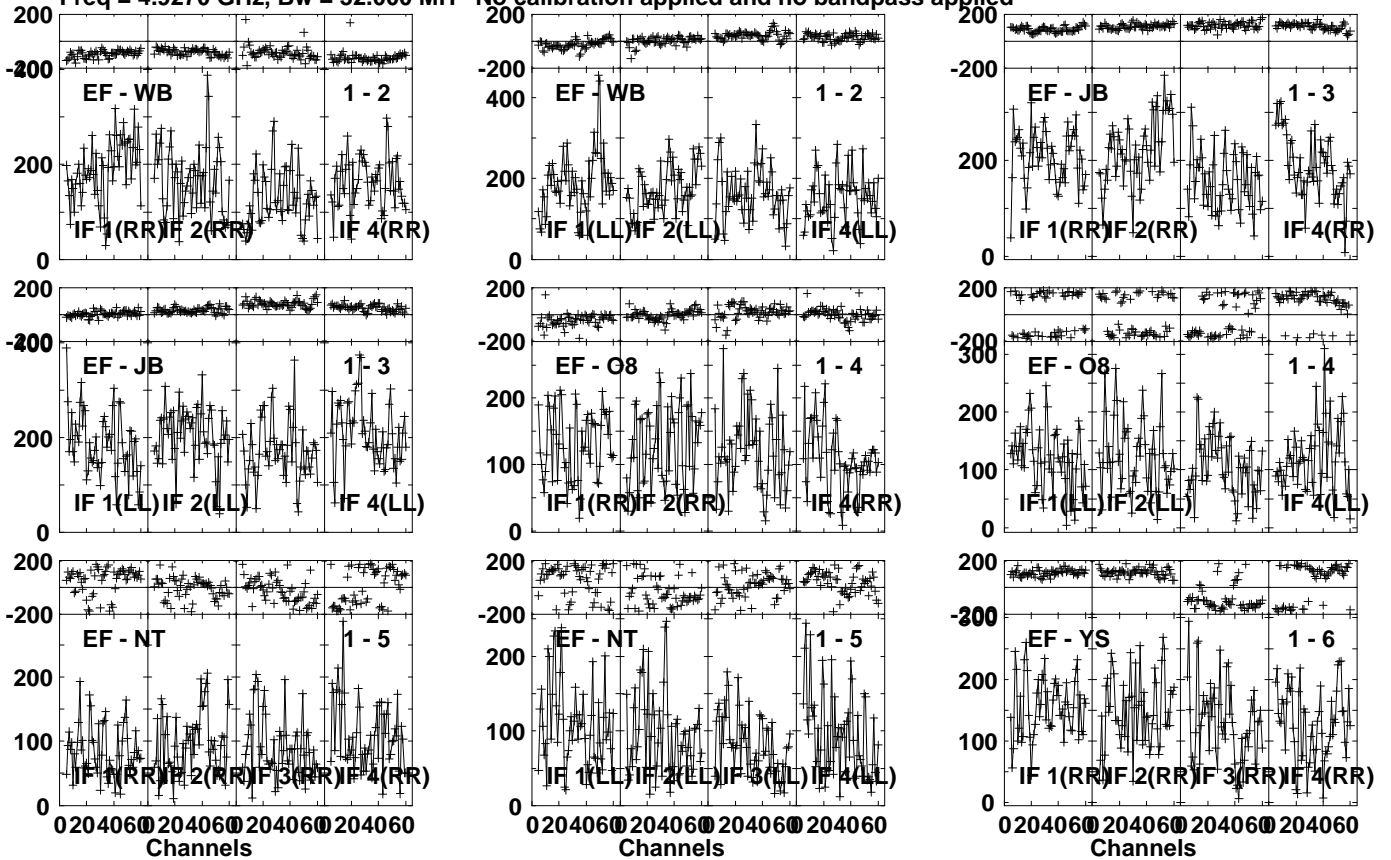 Freq = 4.9270 GHz, Bw = 32.000 MH No calibration applied and no bandpass applied
200 200 200
-200 -200 -200
400 EF - WB 1 - 2 400 EF - WB 1 - 2 EF - JB 1 - 3
200 200 200
IF 1(RR) IF 2(RR) IF 4(RR) IF 1(LL) IF 2(LL) IF 4(LL) IF 1(RR) IF 2(RR) IF 4(RR)
0 0 0
200 200 200
-200 -200 -200
400 EF - JB 1 - 3 EF - O8 1 - 4 300 EF - O8 1 - 4
200 200 200
100 100
IF 1(LL) IF 2(LL) IF 4(LL) IF 1(RR) IF 2(RR) IF 4(RR) IF 1(LL) IF 2(LL) IF 4(LL)
0 0 0
200 200 200
-200 -200 -200
EF - NT 1 - 5 EF - NT 1 - 5 300 EF - YS 1 - 6
200 200 200
100 100 100
IF 1(RR) IF 2(RR) IF 3(RR) IF 4(RR) IF 1(LL) IF 2(LL) IF 3(LL) IF 4(LL) IF 1(RR) IF 2(RR) IF 3(RR) IF 4(RR)
0 0 0
0 20 40 60 0 20 40 60 0 20 40 60 0 20 40 60 0 20 40 60 0 20 40 60 0 20 40 60 0 20 40 60 0 20 40 60 0 20 40 60 0 20 40 60 0 20 40 60
Channels Channels Channels